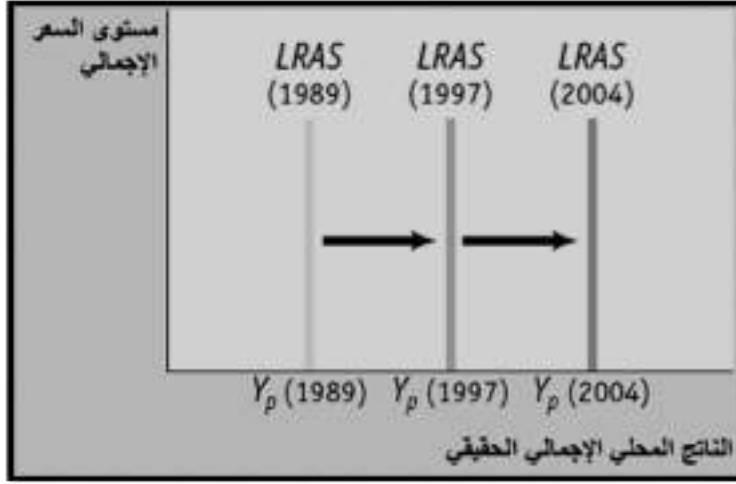 مستوى السعر
الإجمالي
LRAS LRAS LRAS
(1989) (1997) (2004)
Yp (1989) Yp (1997) Yp (2004)
الناتج المحلي الإجمالي الحقيقي